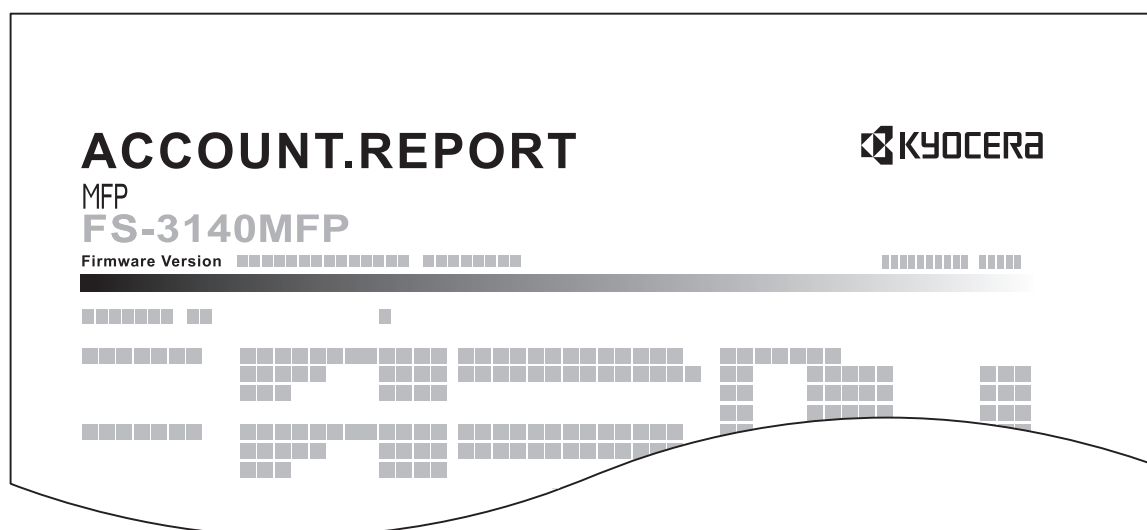 ACCOUNT.REPORT
KYOCERA
MFP
FS-3140MFP
Firmware Version